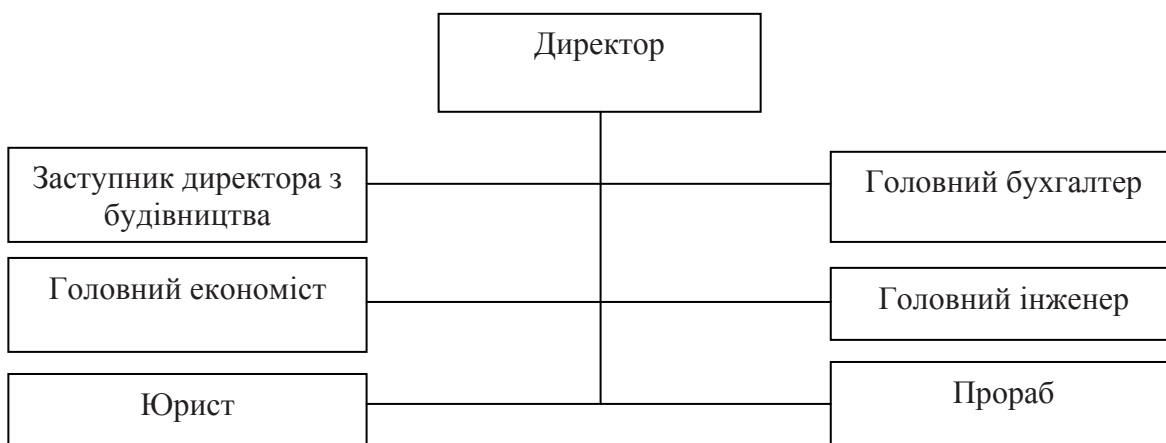 Директор
Заступник директора з
будівництва
Головний бухгалтер
Головний економіст
Головний інженер
Юрист
Прораб